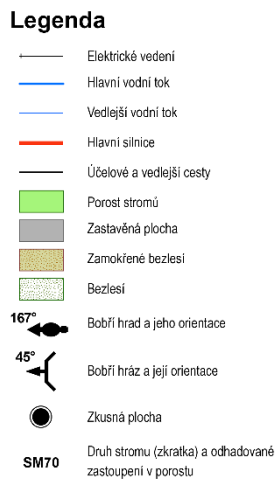 Legenda
Elektrické vedení
Hlavní vodní tok
Vedlejší vodní tok
Hlavní silnice
Účelové a vedlejší cesty
Porost stromů
Zastavěná plocha
Zamokřené bezlesí
Bezlesí
167° Bobří hrad a jeho orientace
45° Bobří hráz a její orientace
Zkusná plocha
SM70 Druh stromu (zkratka) a odhadované
zastoupení v porostu